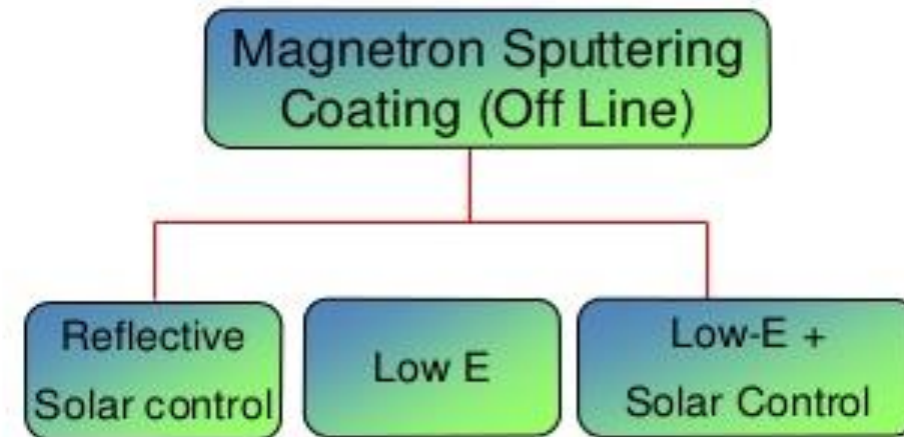 Magnetron Sputtering
Coating (Off Line)
Reflective
Solar control
Low E
Low-E +
Solar Control